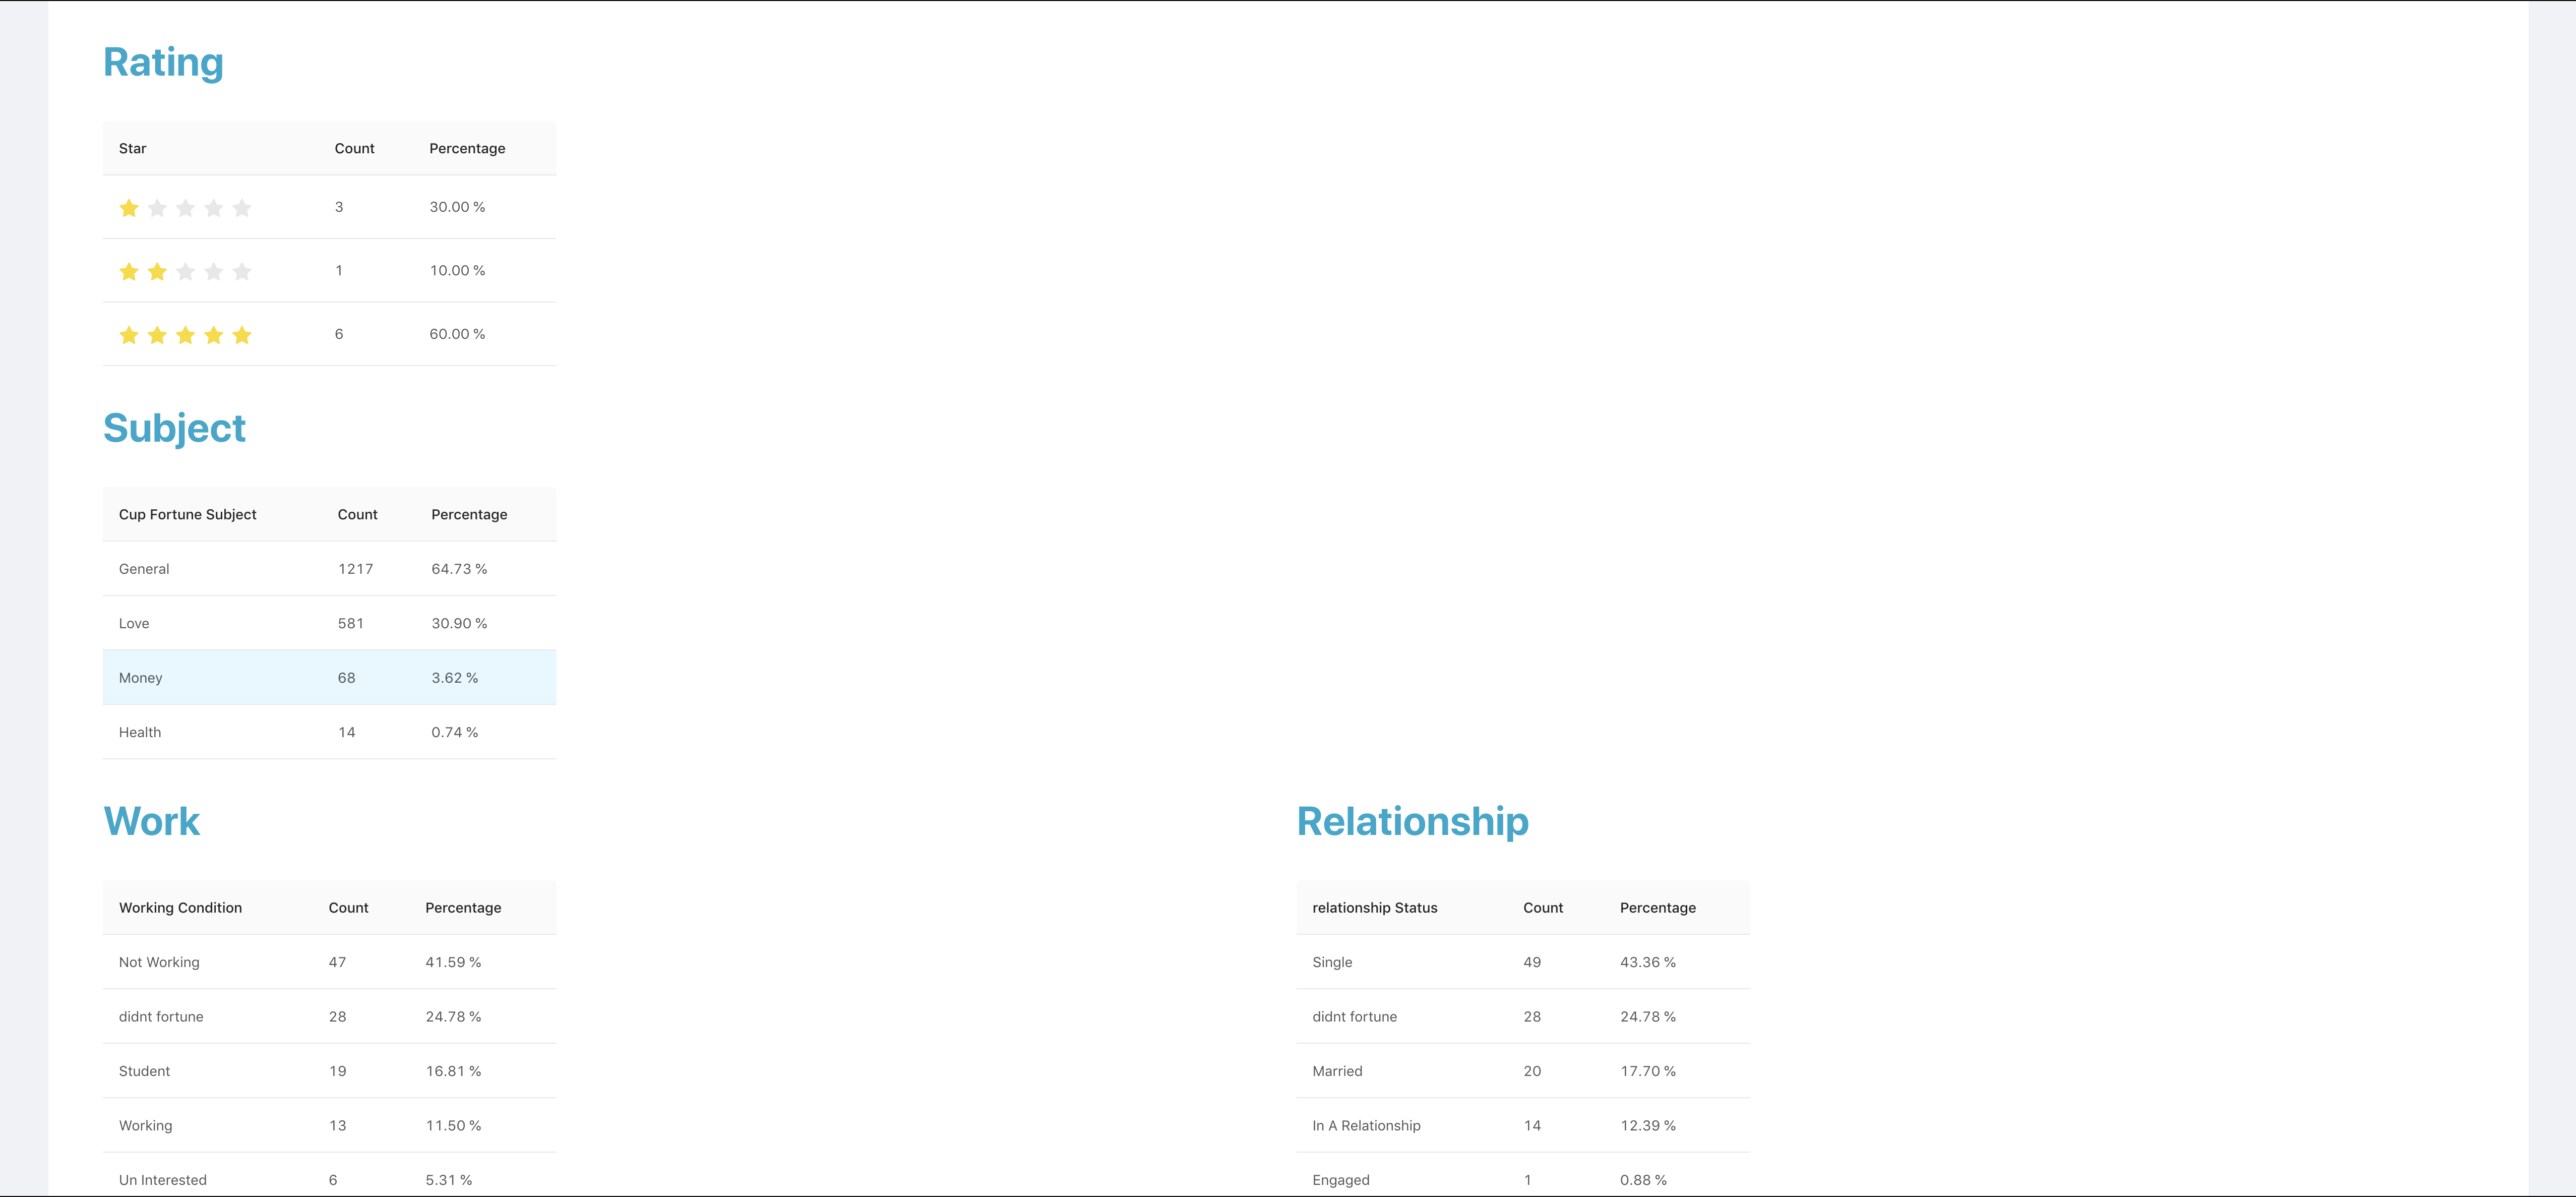 Rating
Star Count Percentage
3 30.00 %
1 10.00 %
6 60.00 %
Subject
Cup Fortune Subject Count Percentage
General 1217 64.73 %
Love 581 30.90 %
Money 68 3.62 %
Health 14 0.74 %
Work
Working Condition Count Percentage
Not Working 47 41.59 %
didnt fortune 28 24.78 %
Student 19 16.81 %
Working 13 11.50 %
Un Interested 6 5.31 %
Relationship
relationship Status Count Percentage
Single 49 43.36 %
didnt fortune 28 24.78 %
Married 20 17.70 %
In A Relationship 14 12.39 %
Engaged 1 0.88 %